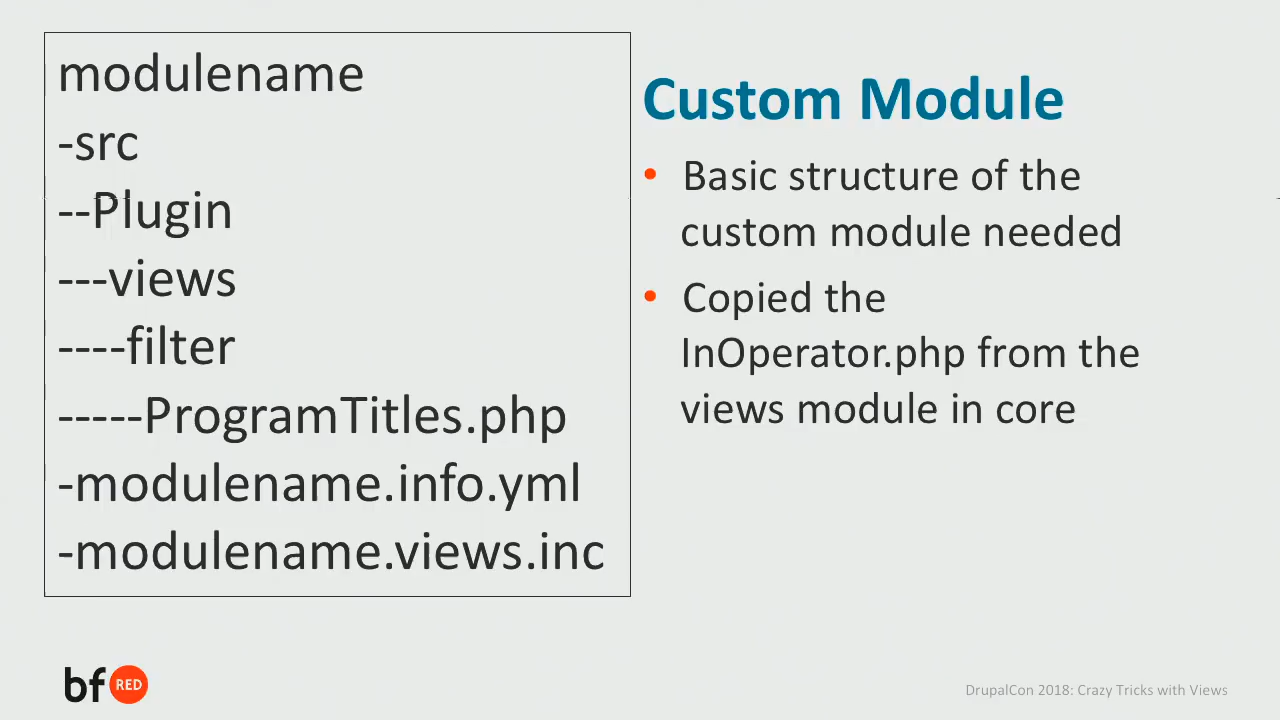 modulename
-src
--Plugin
---views
----filter
-----ProgramTitles.php
-modulename.info.yml
-modulename.views.inc
Custom Module
• Basic structure of the
custom module needed
• Copied the
InOperator.php from the
views module in core
bf RED
DrupalCon 2018: Crazy Tricks with Views